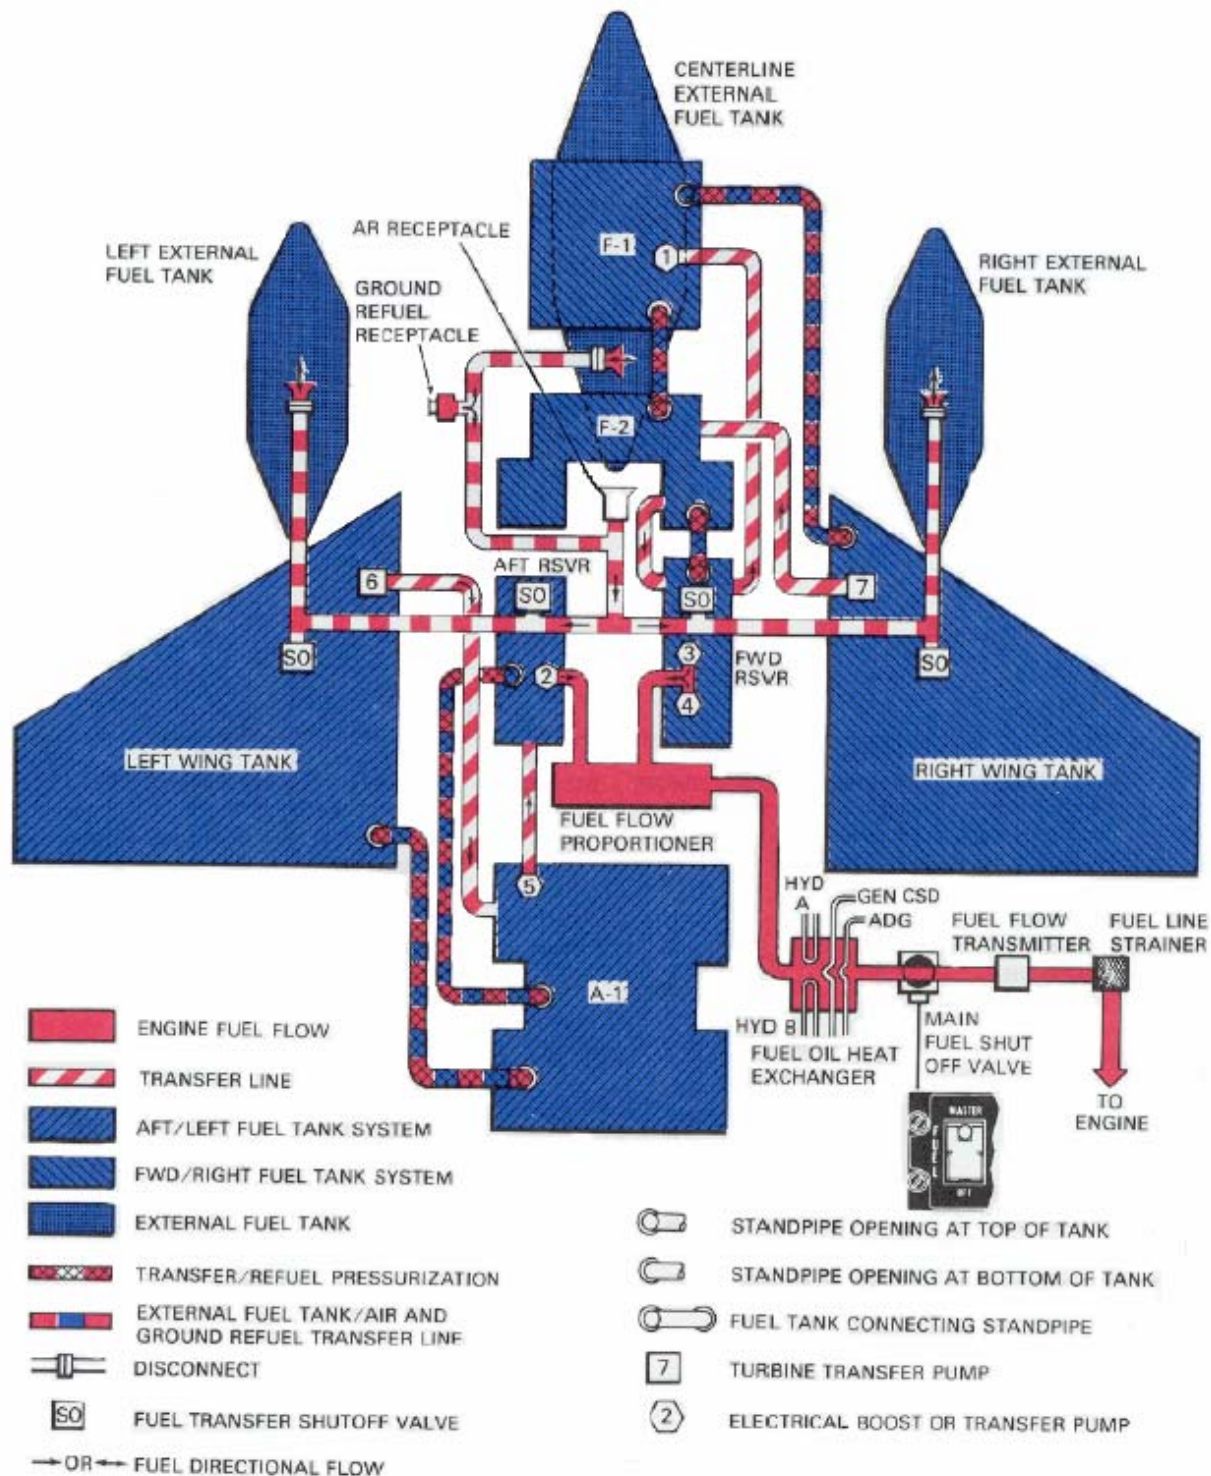 CENTERLINE
EXTERNAL
FUEL TANK
AR RECEPTACLE
F-1
1
LEFT EXTERNAL
FUEL TANK
RIGHT EXTERNAL
FUEL TANK
GROUND
REFUEL
RECEPTACLE
F-2
AFT RSVR
6
SO
SO
7
SO
3
FWD
RSVR
SO
2
4
LEFT WING TANK
RIGHT WING TANK
FUEL FLOW
PROPORTIONER
5
HYD
A
GEN CSD
ADG
FUEL FLOW
TRANSMITTER
FUEL LINE
STRAINER
A-1
HYD B
FUEL OIL HEAT
EXCHANGER
MAIN
FUEL SHUT
OFF VALVE
TO
ENGINE
MASTER
FUEL
OFF
ENGINE FUEL FLOW
TRANSFER LINE
AFT/LEFT FUEL TANK SYSTEM
FWD/RIGHT FUEL TANK SYSTEM
EXTERNAL FUEL TANK
TRANSFER/REFUEL PRESSURIZATION
EXTERNAL FUEL TANK/AIR AND
GROUND REFUEL TRANSFER LINE
DISCONNECT
SO FUEL TRANSFER SHUTOFF VALVE
OR FUEL DIRECTIONAL FLOW
STANDPIPE OPENING AT TOP OF TANK
STANDPIPE OPENING AT BOTTOM OF TANK
FUEL TANK CONNECTING STANDPIPE
7 TURBINE TRANSFER PUMP
2 ELECTRICAL BOOST OR TRANSFER PUMP